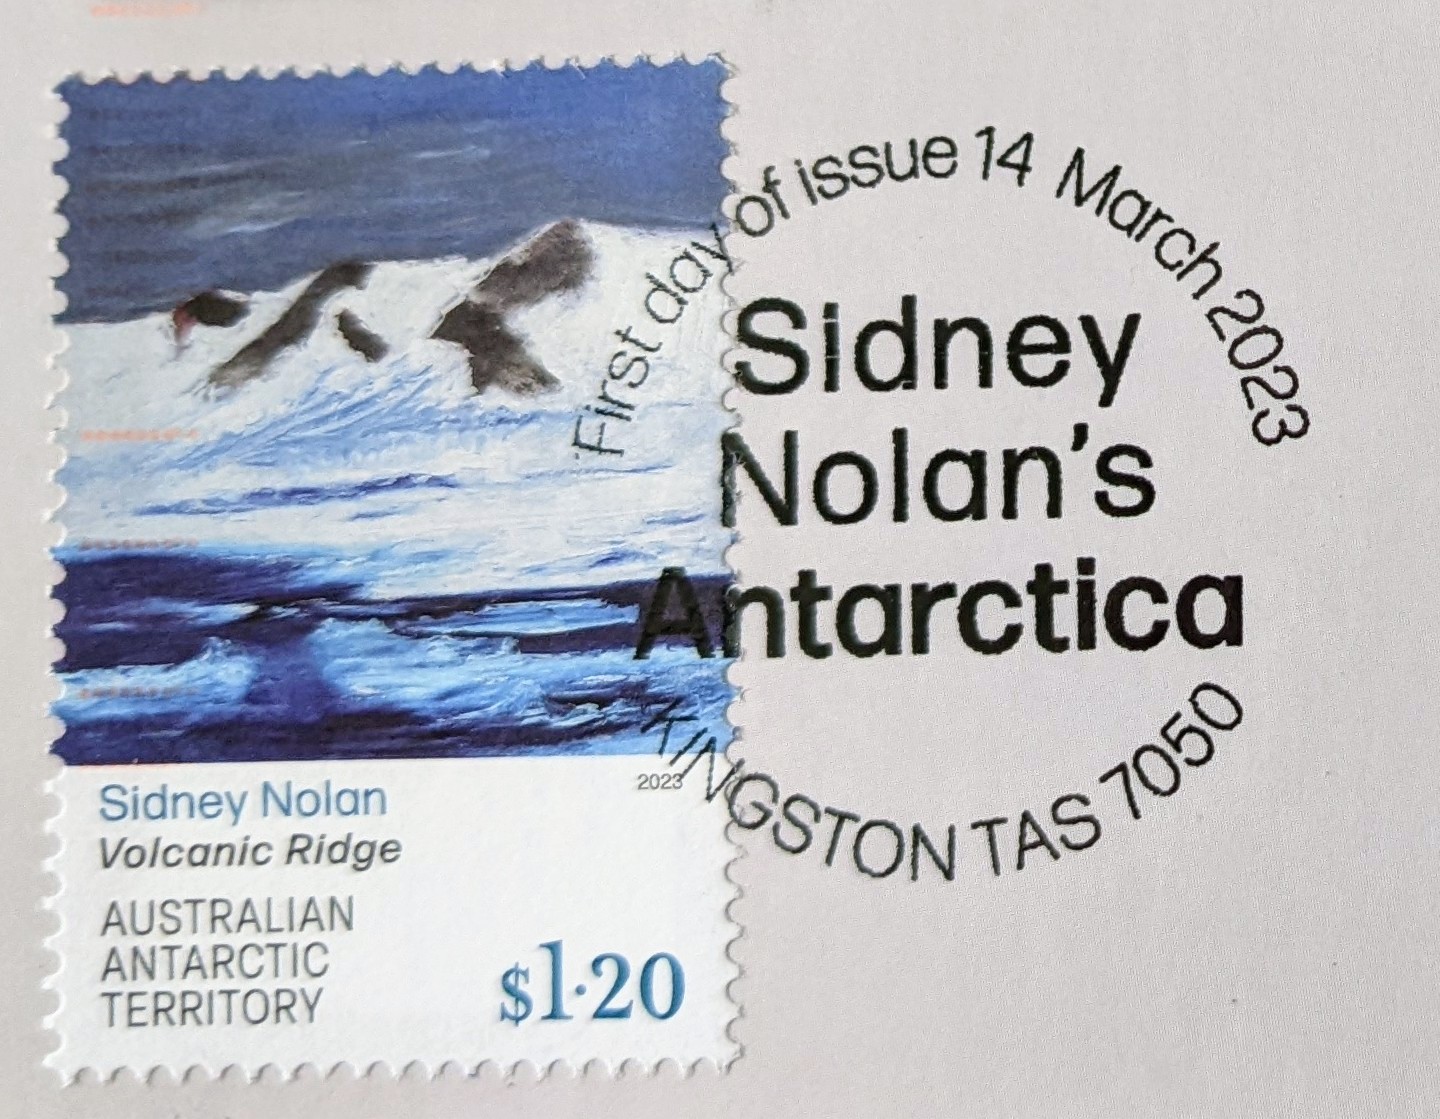 First day of issue 14 March 2023
Sidney
Nolan's
Antarctica
KINGSTON TAS 7050
2023
Sidney Nolan
Volcanic Ridge
AUSTRALIAN
ANTARCTIC
TERRITORY
$1·20